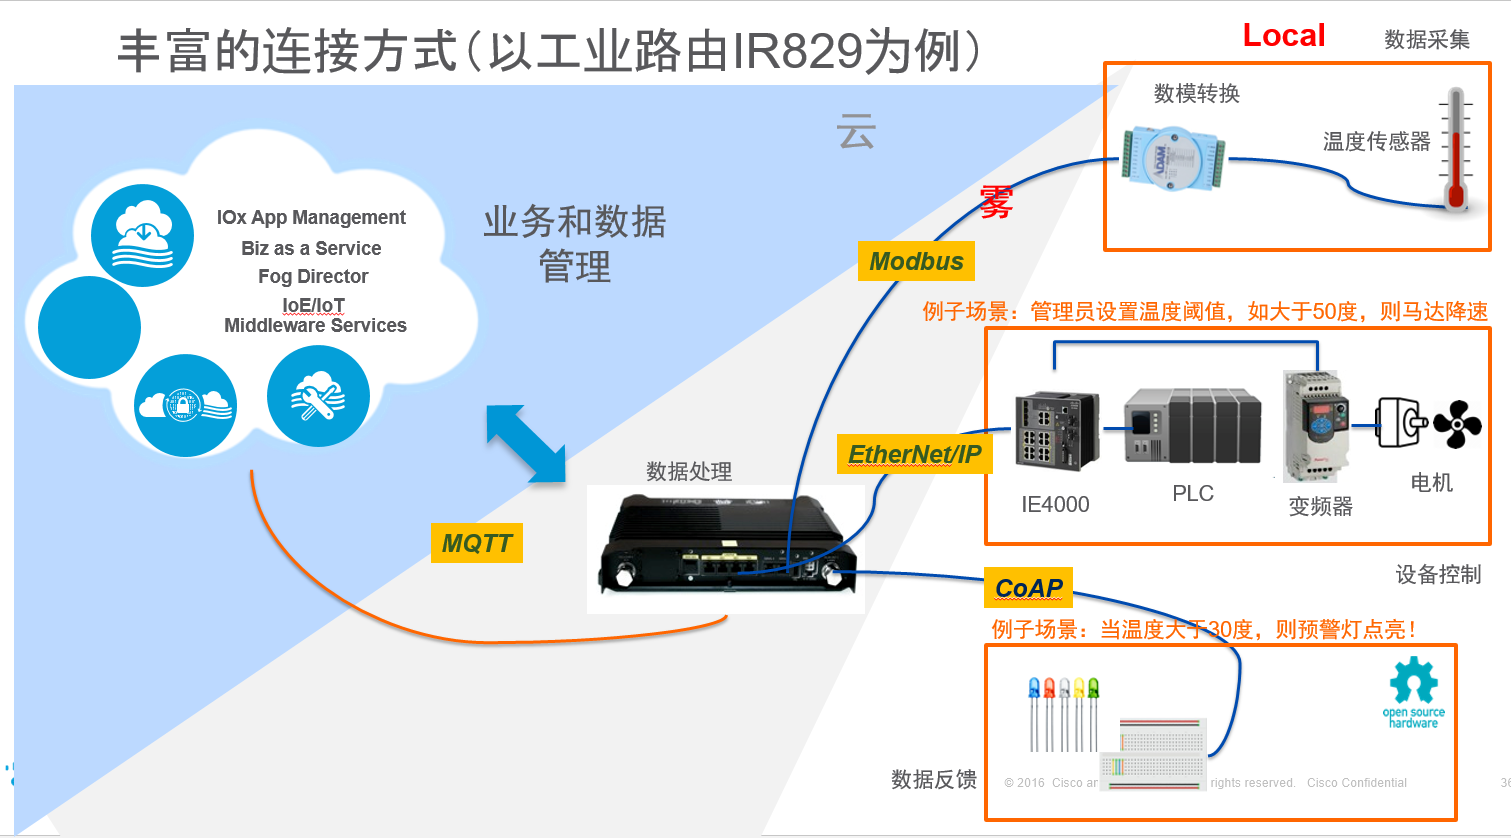 丰富的连接方式（以工业路由IR829为例）
Local
数据采集
云
数模转换
温度传感器
ADAM
雾
IOx App Management
Biz as a Service
Fog Director
IoE/IoT
Middleware Services
业务和数据
管理
Modbus
例子场景：管理员设置温度阈值，如大于50度，则马达降速
EtherNet/IP
IE4000
PLC
变频器
电机
数据处理
MQTT
设备控制
CoAP
例子场景：当温度大于30度，则预警灯点亮！
open source
hardware
数据反馈
© 2016 Cisco an
rights reserved. Cisco Confidential
36